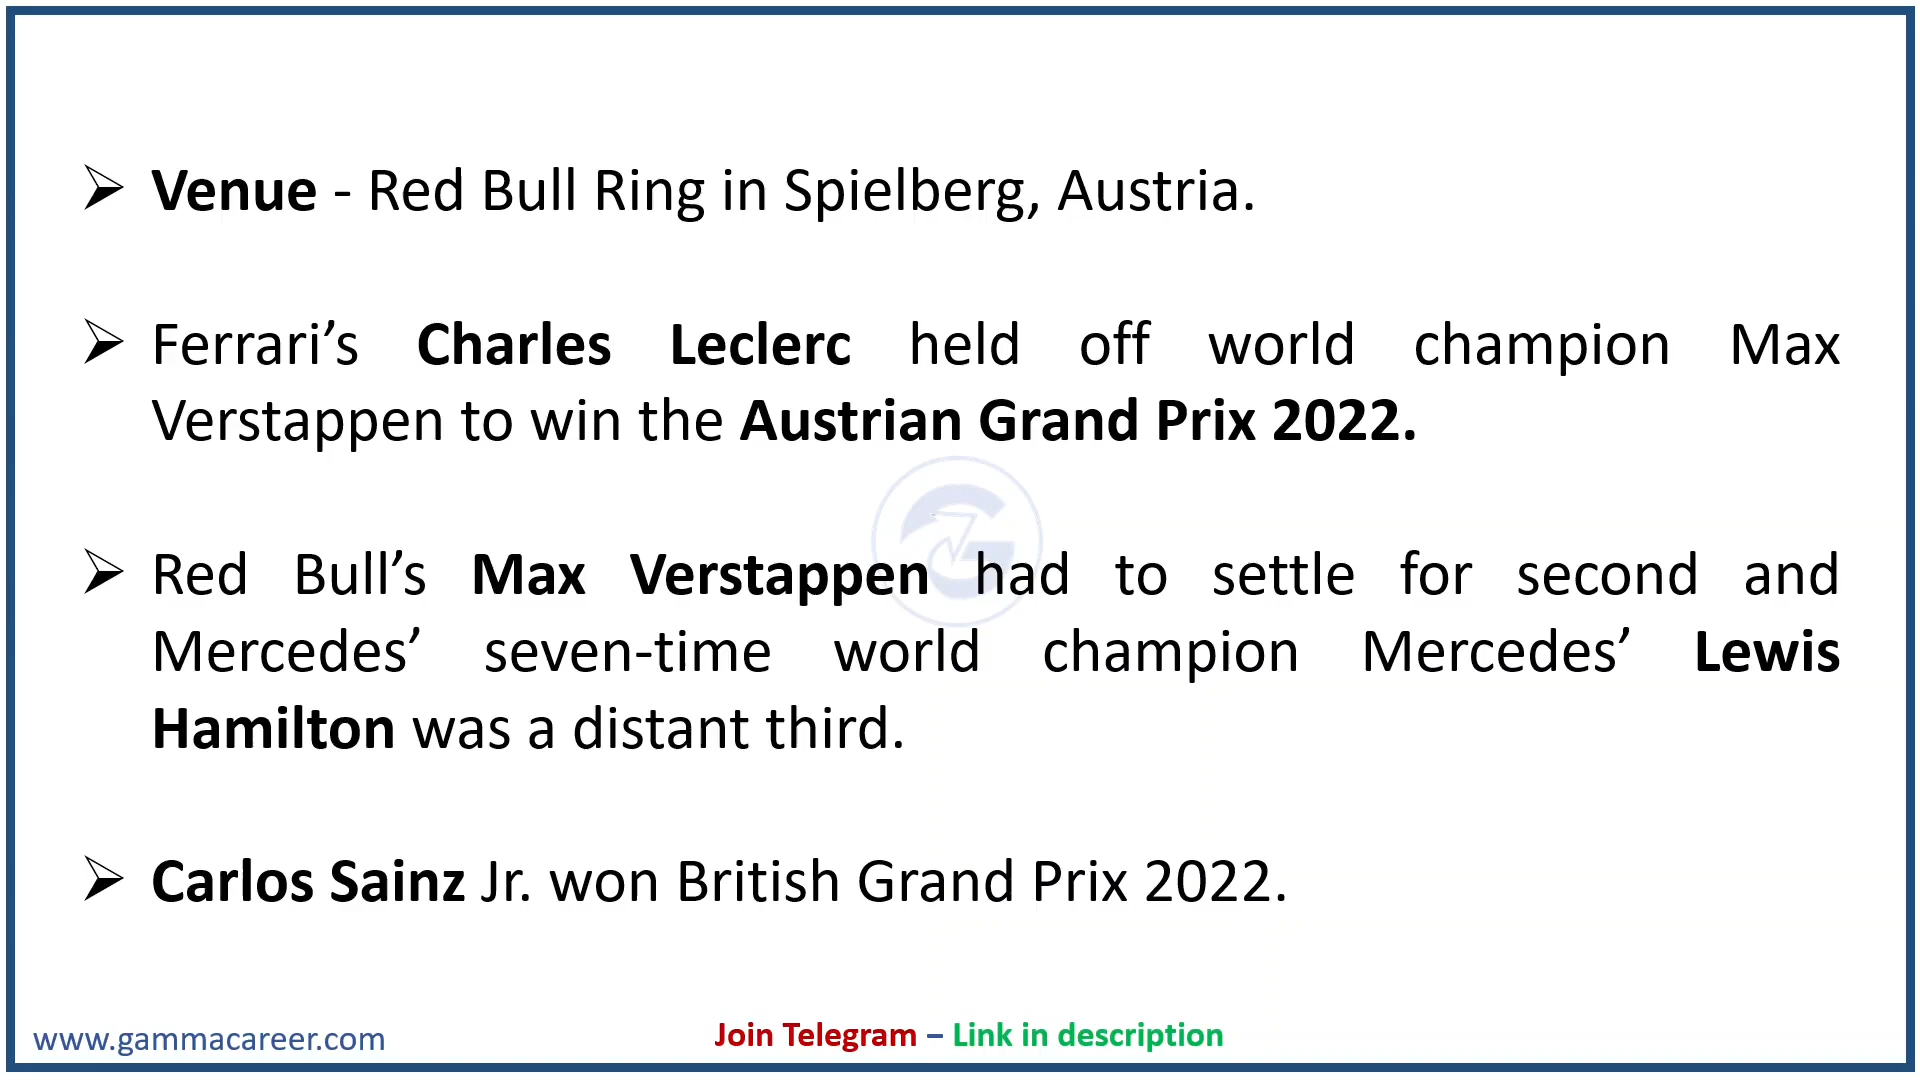 ➢ Venue - Red Bull Ring in Spielberg, Austria.
➢ Ferrari’s Charles Leclerc held off world champion Max
Verstappen to win the Austrian Grand Prix 2022.
➢ Red Bull’s Max Verstappen had to settle for second and
Mercedes’ seven-time world champion Mercedes’ Lewis
Hamilton was a distant third.
➢ Carlos Sainz Jr. won British Grand Prix 2022.
www.gammacareer.com
Join Telegram – Link in description